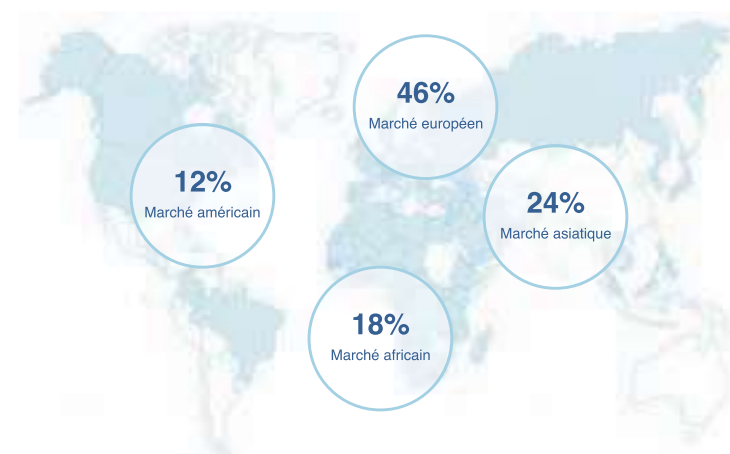 46%
Marché européen
12%
Marché américain
24%
Marché asiatique
18%
Marché africain